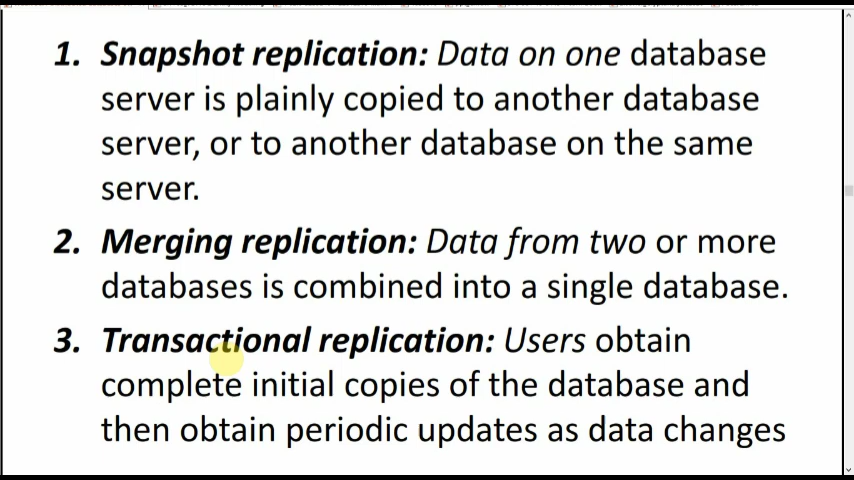 1. Snapshot replication: Data on one database
server is plainly copied to another database
server, or to another database on the same
server.
2. Merging replication: Data from two or more
databases is combined into a single database.
3. Transactional replication: Users obtain
complete initial copies of the database and
then obtain periodic updates as data changes